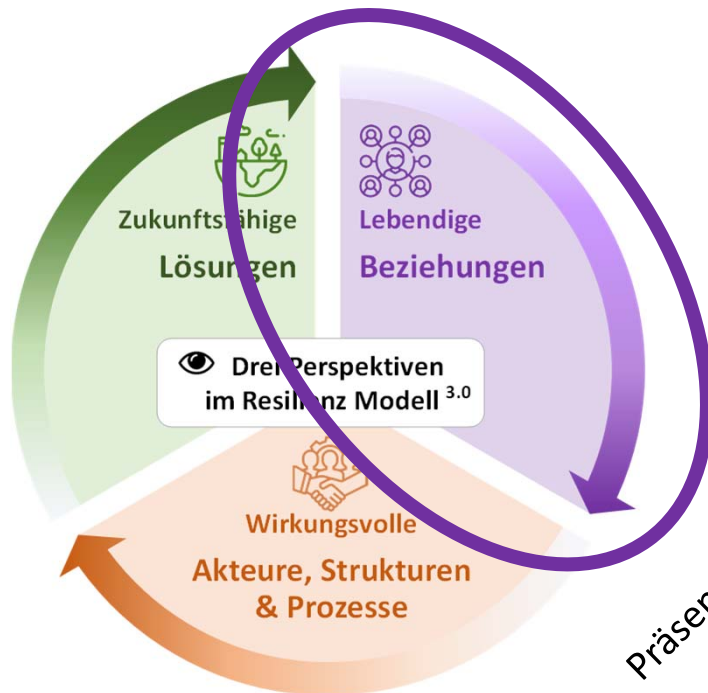 Zukunftsfähige
Lösungen
Lebendige
Beziehungen
Drei Perspektiven
im Resilienz Modell 3.0
Wirkungsvolle
Akteure, Strukturen
& Prozesse